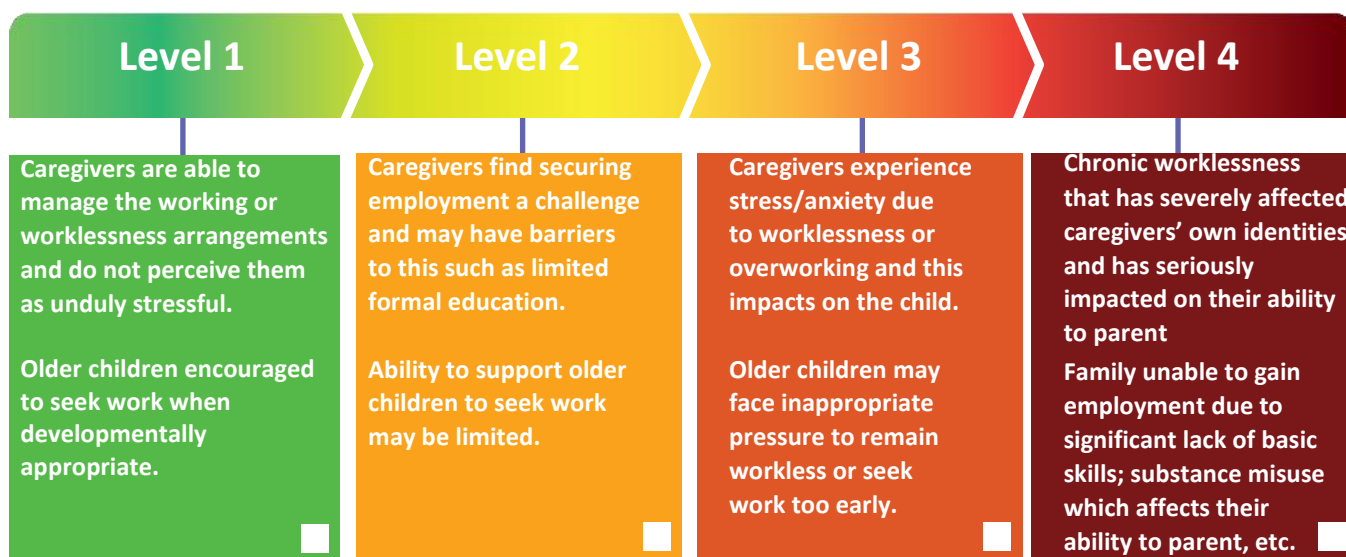 Level 1
Level 2
Level 3
Level 4
Caregivers are able to
manage the working or
worklessness arrangements
and do not perceive them
as unduly stressful.
Older children encouraged
to seek work when
developmentally
appropriate.
Caregivers find securing
employment a challenge
and may have barriers
to this such as limited
formal education.
Ability to support older
children to seek work
may be limited.
Caregivers experience
stress/anxiety due
to worklessness or
overworking and this
impacts on the child.
Older children may
face inappropriate
pressure to remain
workless or seek
work too early.
Chronic worklessness
that has severely affected
caregivers’ own identities
and has seriously
impacted on their ability
to parent
Family unable to gain
employment due to
significant lack of basic
skills; substance misuse
which affects their
ability to parent, etc.